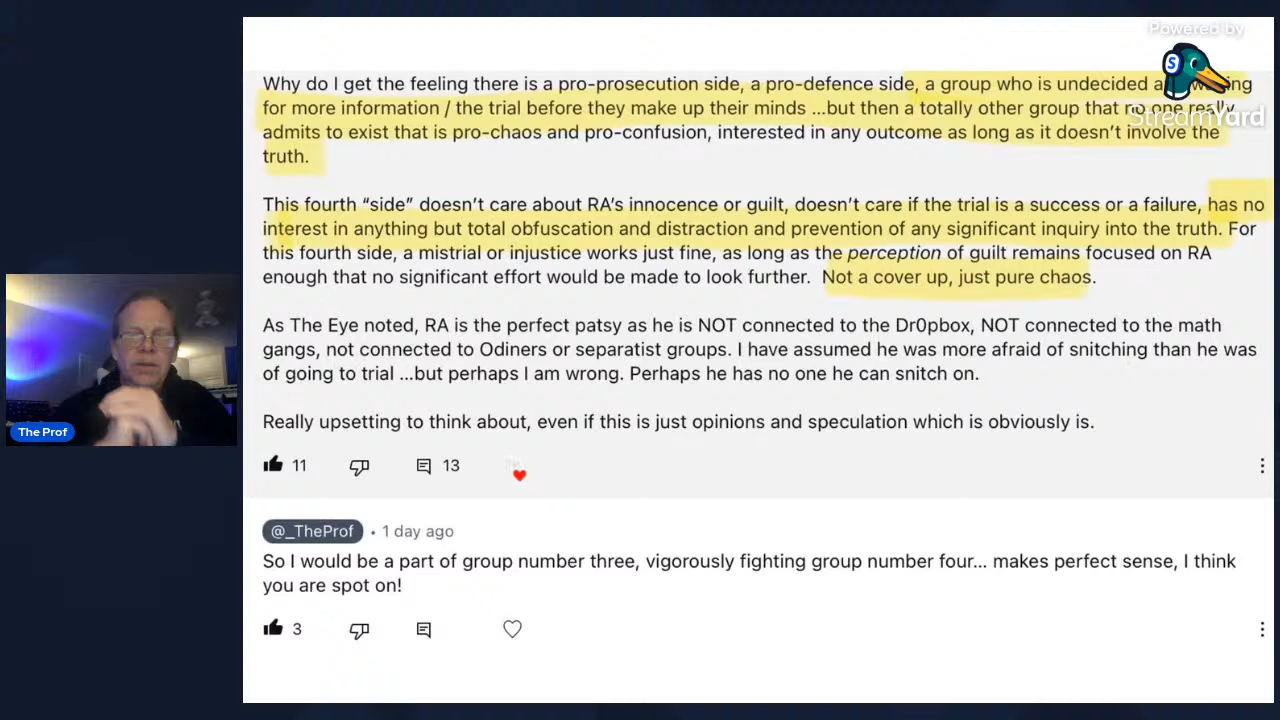 Powered by
StreamYard
Why do I get the feeling there is a pro-prosecution side, a pro-defence side, a group who is undecided
for more information / the trial before they make up their minds ...but then a totally other group that no one really
admits to exist that is pro-chaos and pro-confusion, interested in any outcome as long as it doesn't involve the
truth.
This fourth “side” doesn't care about RA's innocence or guilt, doesn't care if the trial is a success or a failure, has no
interest in anything but total obfuscation and distraction and prevention of any significant inquiry into the truth. For
this fourth side, a mistrial or injustice works just fine, as long as the perception of guilt remains focused on RA
enough that no significant effort would be made to look further. Not a cover up, just pure chaos.
As The Eye noted, RA is the perfect patsy as he is NOT connected to the Dr0pbox, NOT connected to the math
gangs, not connected to Odiners or separatist groups. I have assumed he was more afraid of snitching than he was
of going to trial ...but perhaps I am wrong. Perhaps he has no one he can snitch on.
Really upsetting to think about, even if this is just opinions and speculation which is obviously is.
11 13
@_TheProf • 1 day ago
So I would be a part of group number three, vigorously fighting group number four... makes perfect sense, I think
you are spot on!
3
The Prof